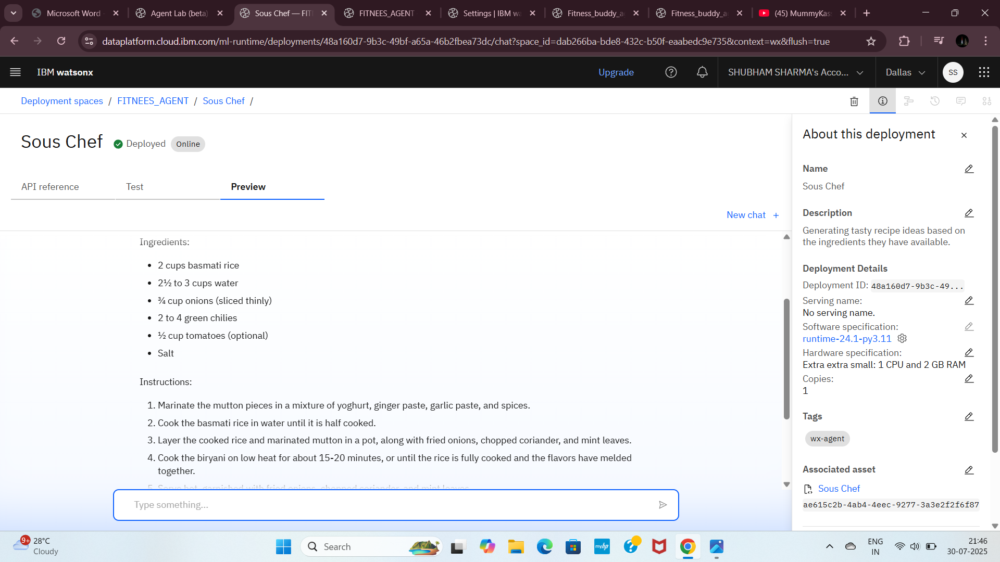 Microsoft Word -
Agent Lab (beta)
Sous Chef — FIT
FITNEES_AGENT
Settings | IBM wa
Fitness_buddy_a
Fitness_buddy_a
(45) MummyKas
dataplatform.cloud.ibm.com/ml-runtime/deployments/48a160d7-9b3c-49bf-a65a-46b2fbea73dc/chat?space_id=dab266ba-bde8-432c-b50f-eaabedc9e735&context=wx&flush=true
IBM watsonx
Upgrade
SHUBHAM SHARMA's Acco...
Dallas
SS
Deployment spaces / FITNEES_AGENT / Sous Chef /
Sous Chef
Deployed
Online
API reference
Test
Preview
New chat +
Ingredients:
• 2 cups basmati rice
• 2½ to 3 cups water
• ¾ cup onions (sliced thinly)
• 2 to 4 green chilies
• ½ cup tomatoes (optional)
• Salt
Instructions:
1. Marinate the mutton pieces in a mixture of yoghurt, ginger paste, garlic paste, and spices.
2. Cook the basmati rice in water until it is half cooked.
3. Layer the cooked rice and marinated mutton in a pot, along with fried onions, chopped coriander, and mint leaves.
4. Cook the biryani on low heat for about 15-20 minutes, or until the rice is fully cooked and the flavors have melded
together.
5. Serve hot, garnished with fried onions, chopped coriander, and mint leaves.
Type something...
About this deployment
Name
Sous Chef
Description
Generating tasty recipe ideas based on
the ingredients they have available.
Deployment Details
Deployment ID: 48a160d7-9b3c-49...
Serving name:
No serving name.
Software specification:
runtime-24.1-py3.11
Hardware specification:
Extra extra small: 1 CPU and 2 GB RAM
Copies:
1
Tags
wx-agent
Associated asset
Sous Chef
ae615c2b-4ab4-4eec-9277-3a3e2f2f6f87
9+
28°C
Cloudy
Search
myhp
ENG
IN
21:46
30-07-2025